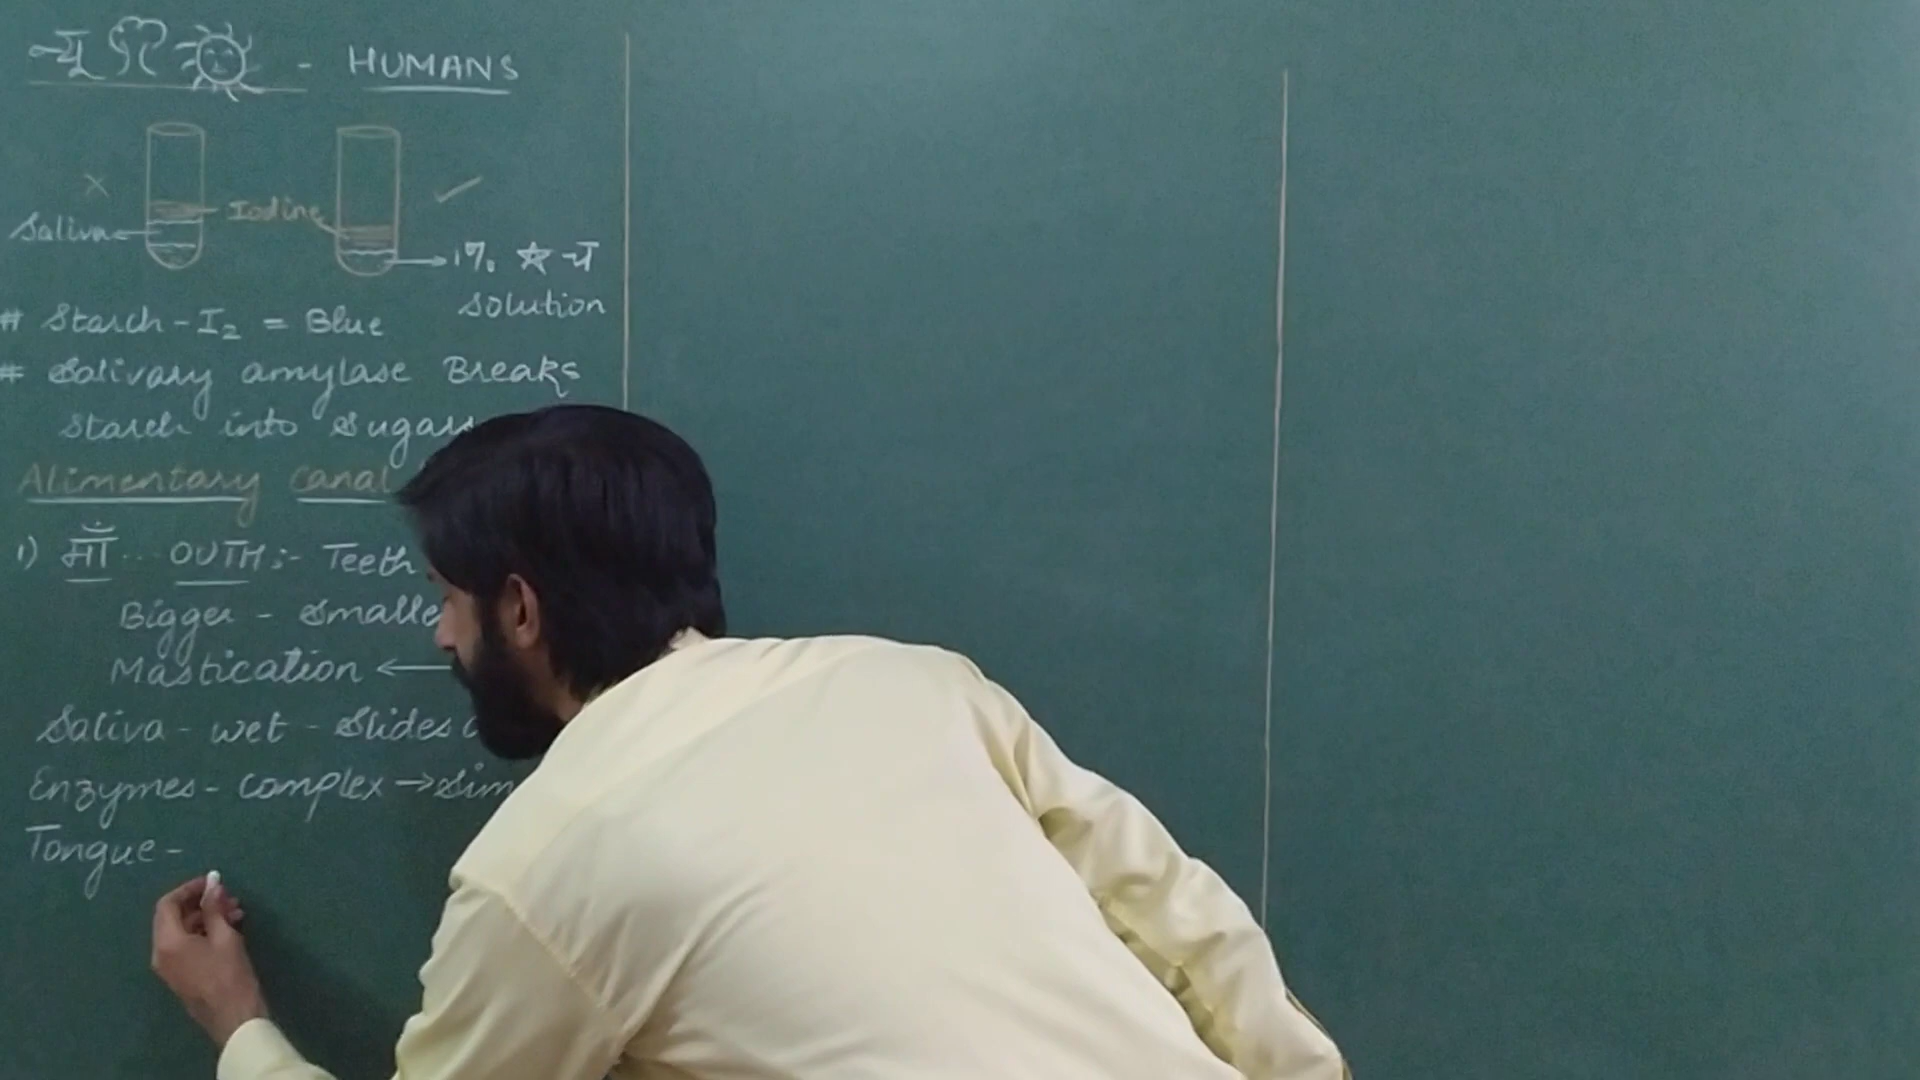 न्यू - HUMANS
Iodine
Saliva
1% ☆ र्च
solution
# Starch - I₂ = Blue
# Salivary amylase Breaks
starch into Sugars
Alimentary Canal
1) माँ... OUTH :- Teeth
Bigger - Smalle
Mastication ←
Saliva - wet - Slides
Enzymes - complex → Sim
Tongue -